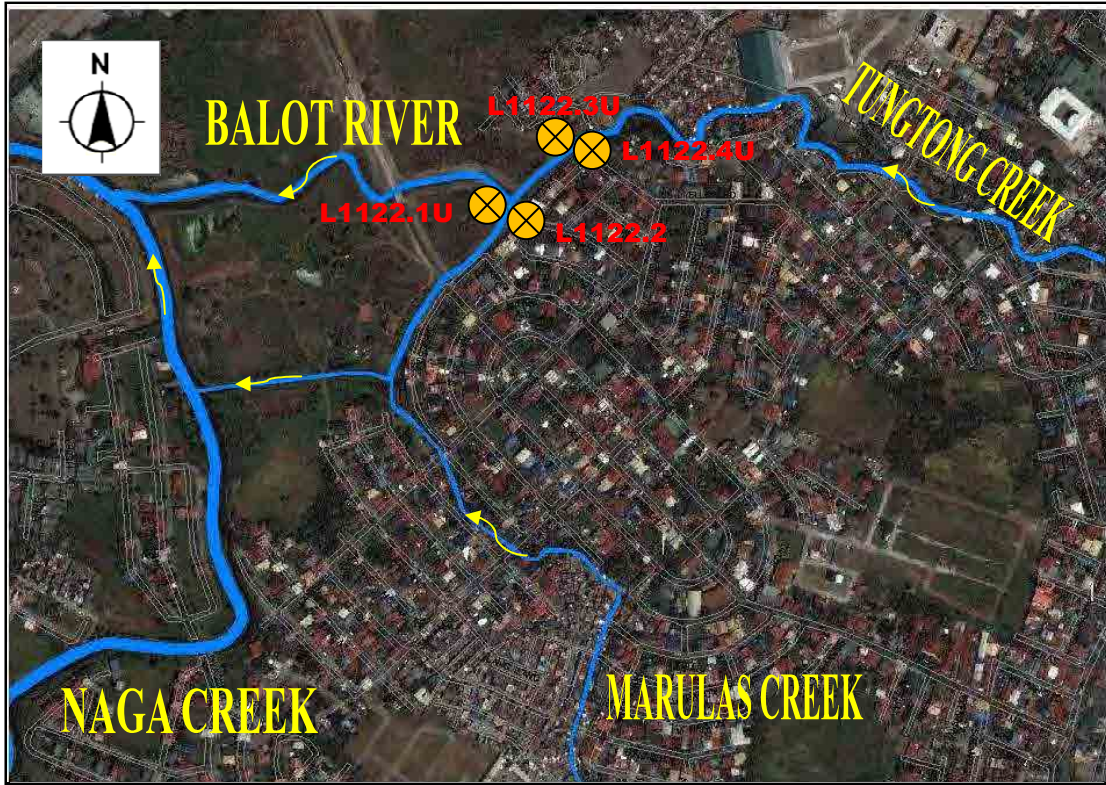 N
BALOT RIVER
L1122.3U
L1122.4U
TUNGTONG CREEK
L1122.1U
L1122.2
NAGA CREEK
MARULAS CREEK